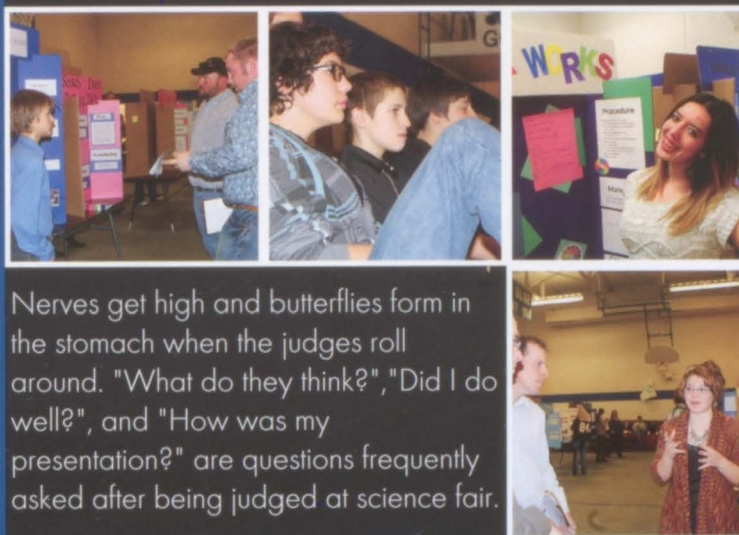 G
WORKS
Procedure
Nerves get high and butterflies form in
the stomach when the judges roll
around. "What do they think?","Did I do
well?", and "How was my
presentation?" are questions frequently
asked after being judged at science fair.